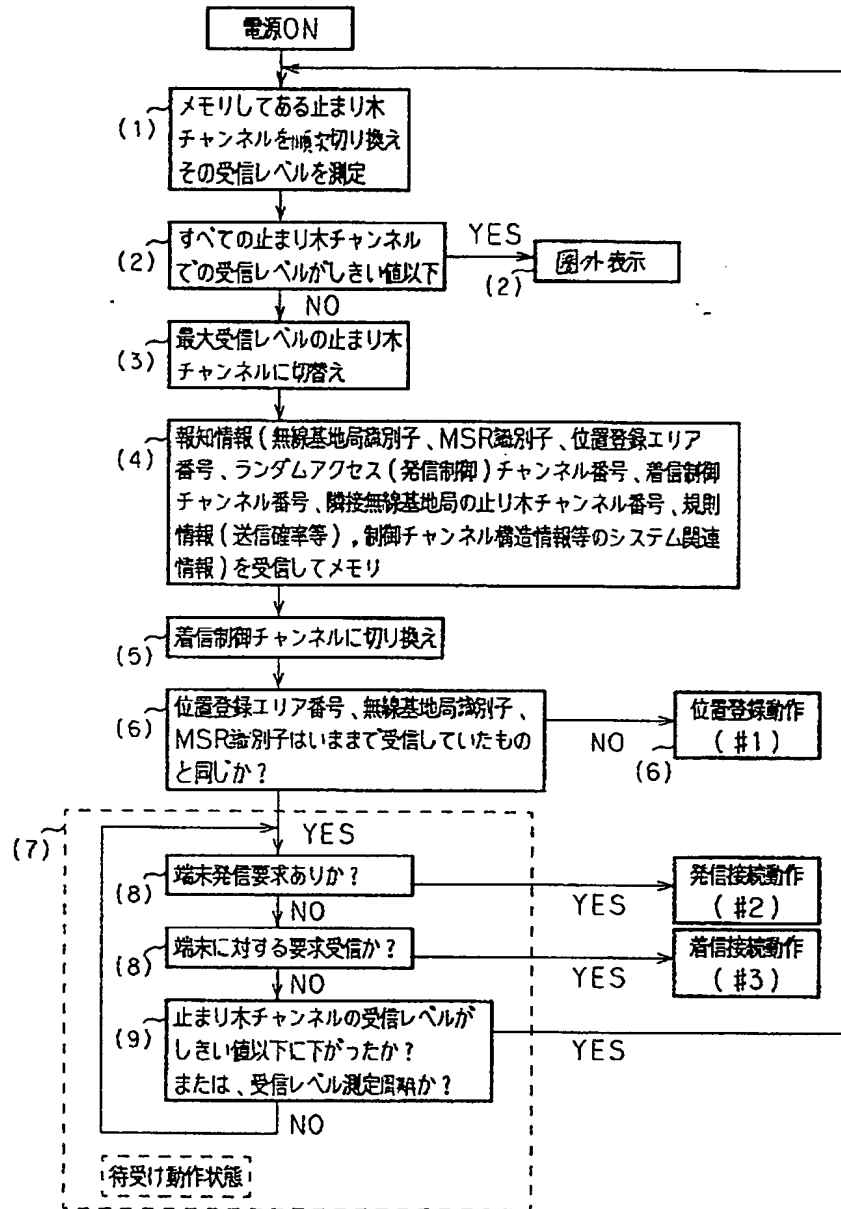 電源ON
(1)
メモリしてある止まり木
チャンネルを順次切り換え
その受信レベルを測定
(2)
すべての止まり木チャンネル
での受信レベルがしきい値以下
YES
(2)
圏外表示
NO
(3)
最大受信レベルの止まり木
チャンネルに切替え
(4)
報知情報(無線基地局識別子、MSR識別子、位置登録エリア
番号、ランダムアクセス(発信制御)チャンネル番号、着信制御
チャンネル番号、隣接無線基地局の止り木チャンネル番号、規則
情報(送信確率等),制御チャンネル構造情報等のシステム関連
情報)を受信してメモリ
(5)
着信制御チャンネルに切り換え
(6)
位置登録エリア番号、無線基地局識別子、
MSR識別子はいままで受信していたもの
と同じか?
NO
(6)
位置登録動作
(#1)
(7)
YES
(8)
端末発信要求ありか?
YES
発信接続動作
(#2)
NO
(8)
端末に対する要求受信か?
YES
着信接続動作
(#3)
NO
(9)
止まり木チャンネルの受信レベルが
しきい値以下に下がったか?
または、受信レベル測定周期か?
YES
NO
待受け動作状態